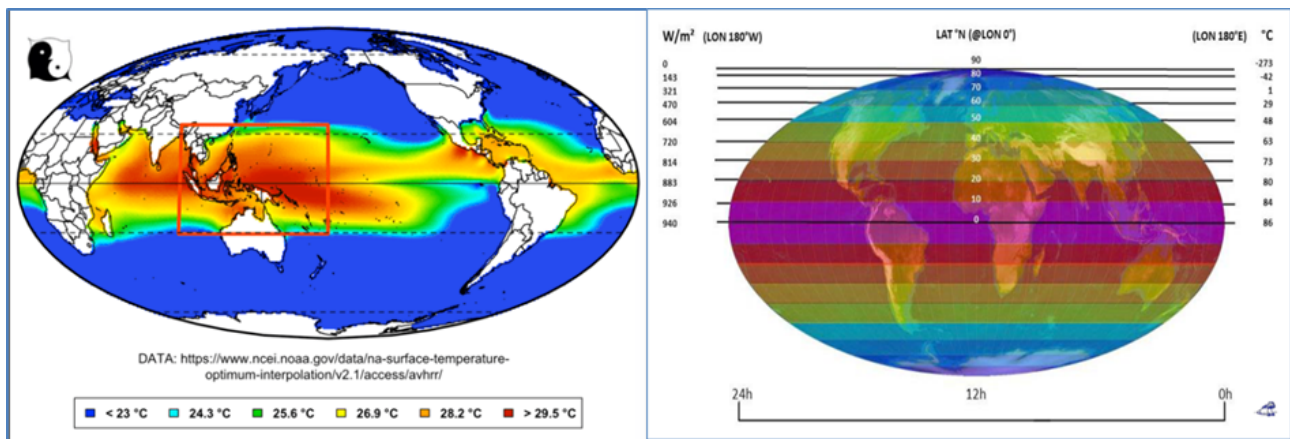 DATA: https://www.ncei.noaa.gov/data/na-surface-temperature-
optimum-interpolation/v2.1/access/avhrr/
< 23 °C 24.3 °C 25.6 °C 26.9 °C 28.2 °C > 29.5 °C
W/m² (LON 180°W) LAT °N (@LON 0°) (LON 180°E) °C
0 90 -273
143 80 -42
321 70 1
470 60 29
604 50 48
720 40 63
814 30 73
883 20 80
926 10 84
940 0 86
24h 12h 0h